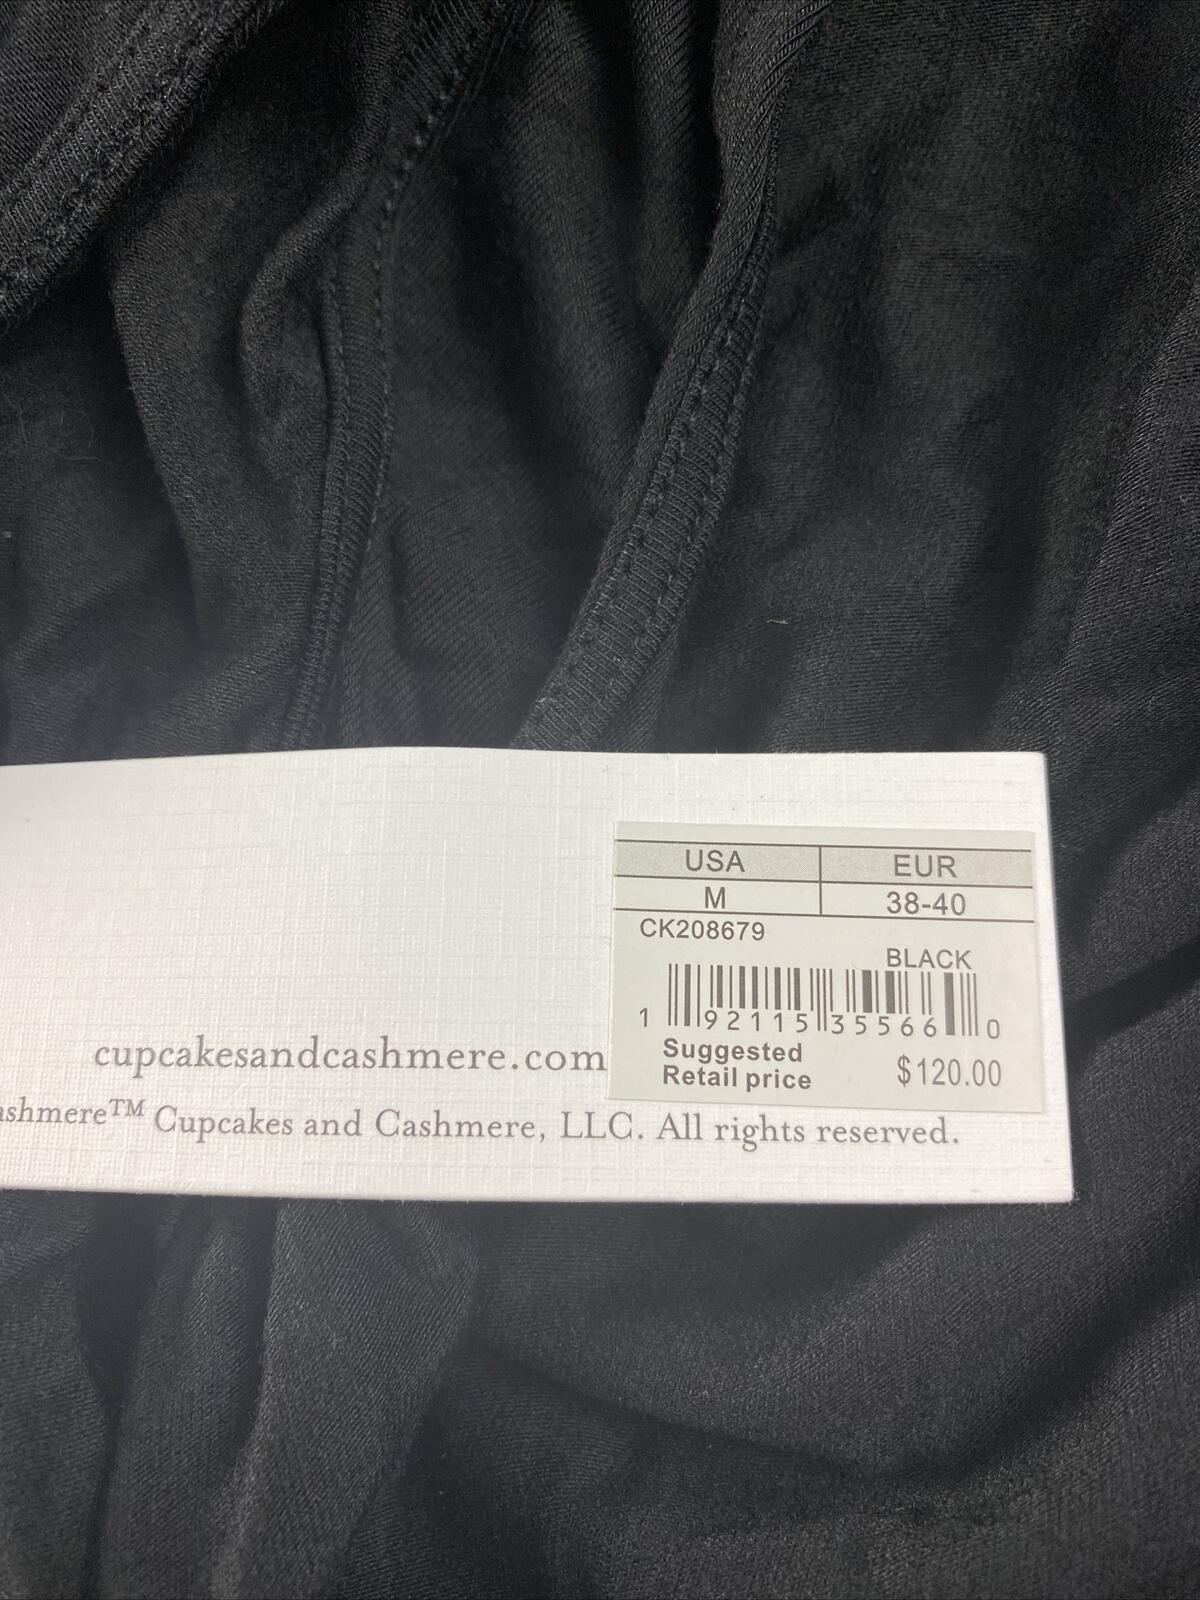 USA EUR
M 38-40
CK208679
BLACK
1 92115 35566 0
Suggested
Retail price $120.00
cupcakesandcashmere.com
ashmere™ Cupcakes and Cashmere, LLC. All rights reserved.